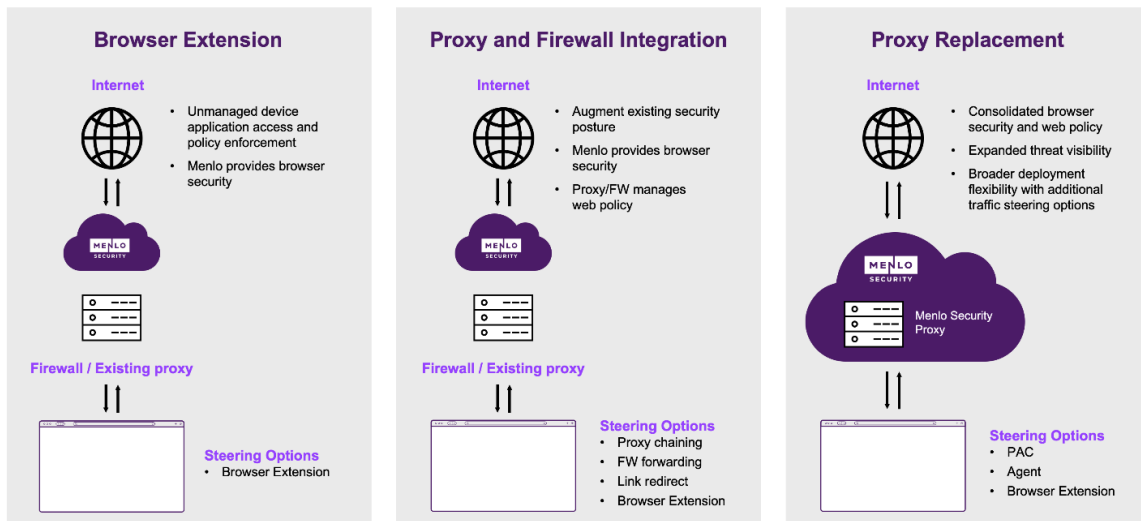 Browser Extension
Internet
• Unmanaged device
application access and
policy enforcement
• Menlo provides browser
security
MENLO
SECURITY
Firewall / Existing proxy
Steering Options
• Browser Extension
Proxy and Firewall Integration
Internet
• Augment existing security
posture
• Menlo provides browser
security
• Proxy/FW manages
web policy
MENLO
SECURITY
Firewall / Existing proxy
Steering Options
• Proxy chaining
• FW forwarding
• Link redirect
• Browser Extension
Proxy Replacement
Internet
• Consolidated browser
security and web policy
• Expanded threat visibility
• Broader deployment
flexibility with additional
traffic steering options
MENLO
SECURITY
Menlo Security
Proxy
Steering Options
• PAC
• Agent
• Browser Extension